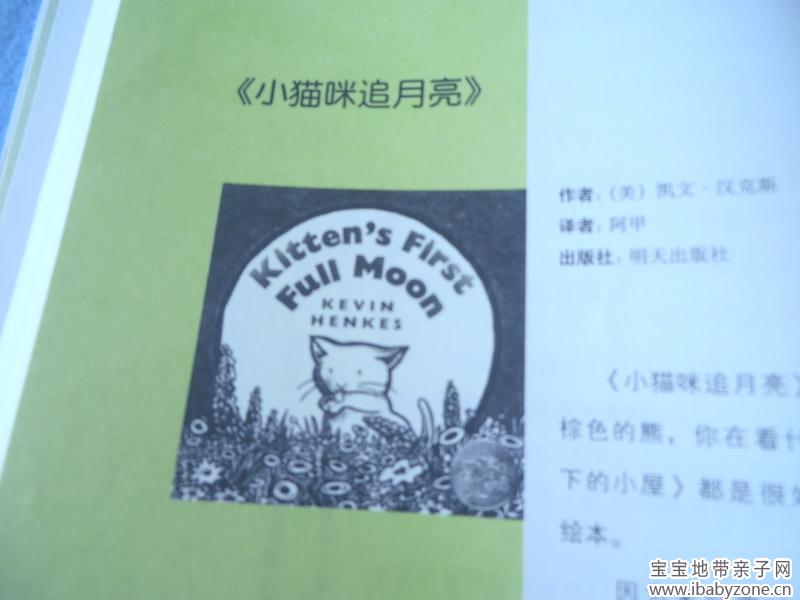 《小猫咪追月亮》
Kitten's First
Full Moon
KEVIN
HENKES
作者：（美）凯文·汉克斯
译者：阿甲
出版社：明天出版社
《小猫咪追月亮》
棕色的熊，你在看什
下的小屋》都是很
绘本。
因
宝宝地带亲子网
www.ibabyzone.cn